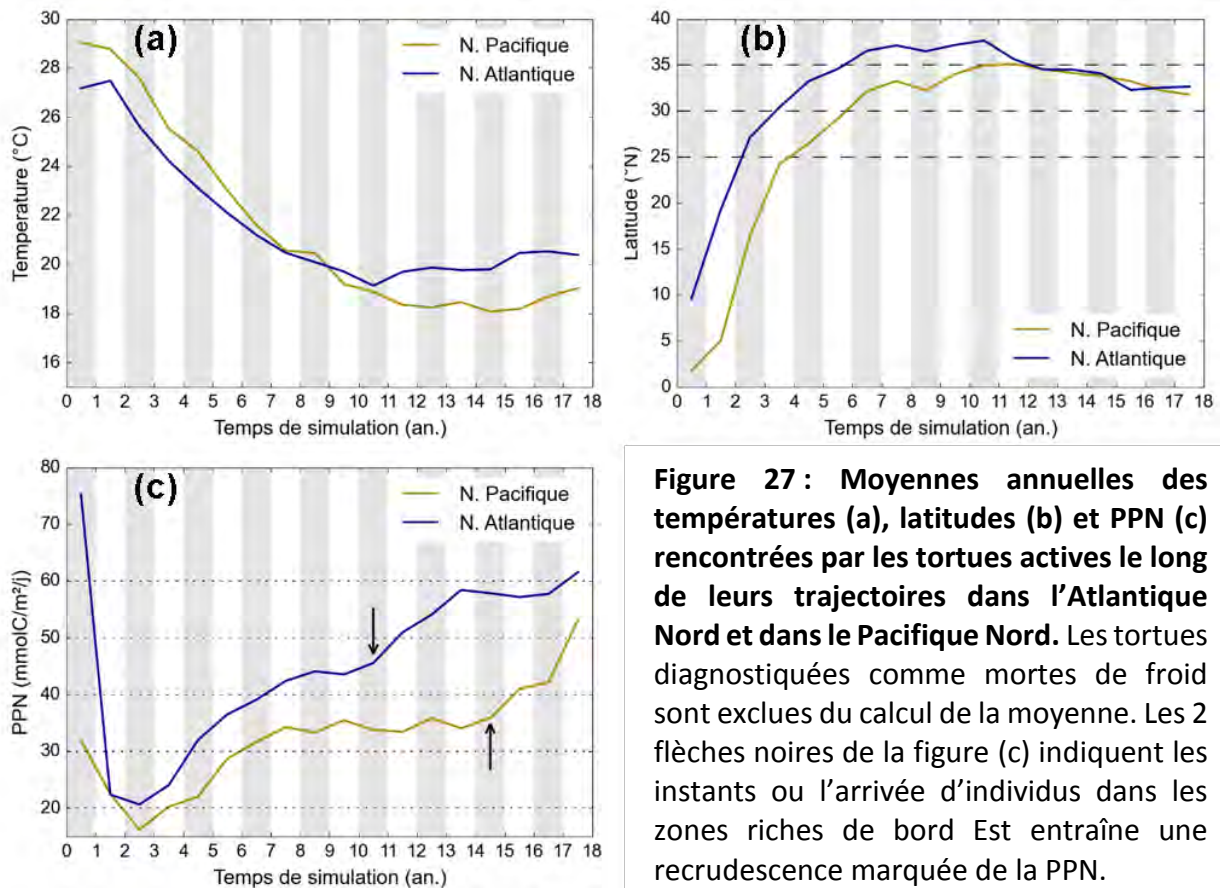 (a)
N. Pacifique
N. Atlantique
Temperature (°C)
30
28
26
24
22
20
18
16
0 1 2 3 4 5 6 7 8 9 10 11 12 13 14 15 16 17 18
Temps de simulation (an.)
(b)
Latitude (°N)
40
35
30
25
20
15
10
5
0
N. Pacifique
N. Atlantique
0 1 2 3 4 5 6 7 8 9 10 11 12 13 14 15 16 17 18
Temps de simulation (an.)
(c)
N. Pacifique
N. Atlantique
PPN (mmolC/m²/j)
80
70
60
50
40
30
20
0 1 2 3 4 5 6 7 8 9 10 11 12 13 14 15 16 17 18
Temps de simulation (an.)
Figure 27 : Moyennes annuelles des
températures (a), latitudes (b) et PPN (c)
rencontrées par les tortues actives le long
de leurs trajectoires dans l’Atlantique
Nord et dans le Pacifique Nord. Les tortues
diagnostiquées comme mortes de froid
sont exclues du calcul de la moyenne. Les 2
flèches noires de la figure (c) indiquent les
instants ou l’arrivée d’individus dans les
zones riches de bord Est entraîne une
recrudescence marquée de la PPN.